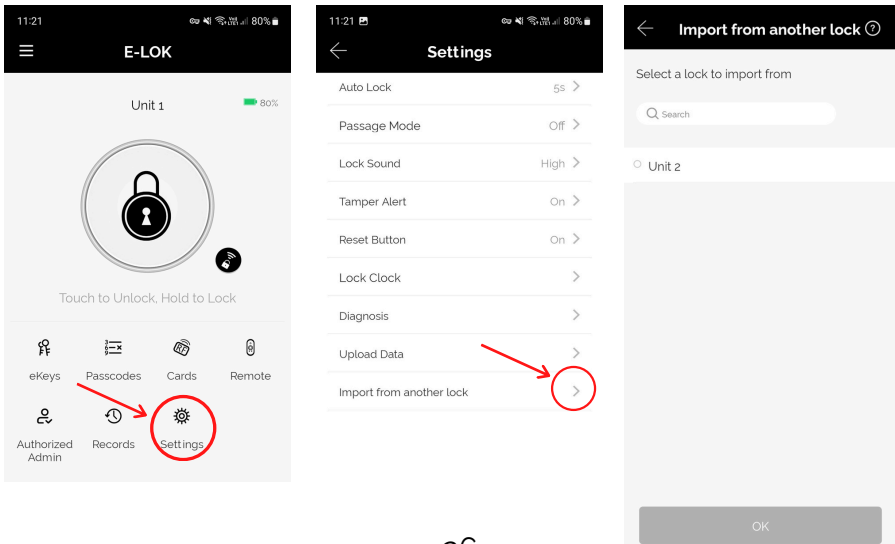 11:21
80%
E-LOK
Unit 1
80%
Touch to Unlock, Hold to Lock
eKeys
Passcodes
Cards
Remote
Authorized
Admin
Records
Settings
11:21
80%
Settings
Auto Lock 5s
Passage Mode Off
Lock Sound High
Tamper Alert On
Reset Button On
Lock Clock
Diagnosis
Upload Data
Import from another lock
Import from another lock ?
Select a lock to import from
Search
Unit 2
OK